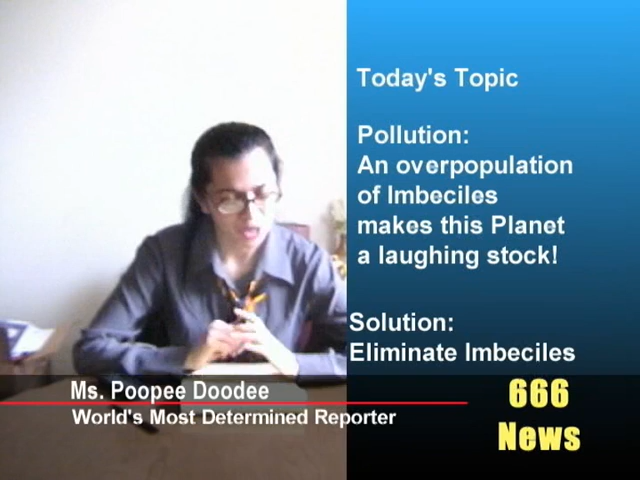 Today's Topic
Pollution:
An overpopulation
of Imbeciles
makes this Planet
a laughing stock!
Solution:
Eliminate Imbeciles
Ms. Poopee Doodee
World's Most Determined Reporter
666
News